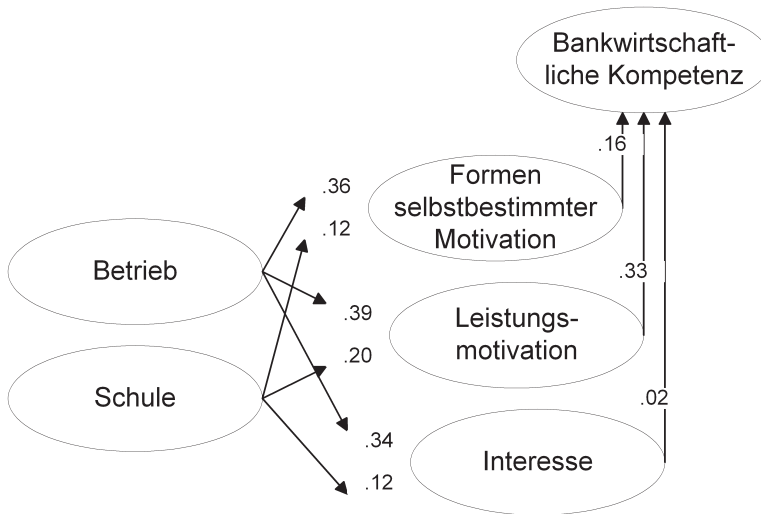 Bankwirtschaft-
liche Kompetenz
.16
.36
Formen
selbstbestimmter
Motivation
.12
Betrieb
.33
.39
Leistungs-
motivation
.20
Schule
.02
.34
Interesse
.12